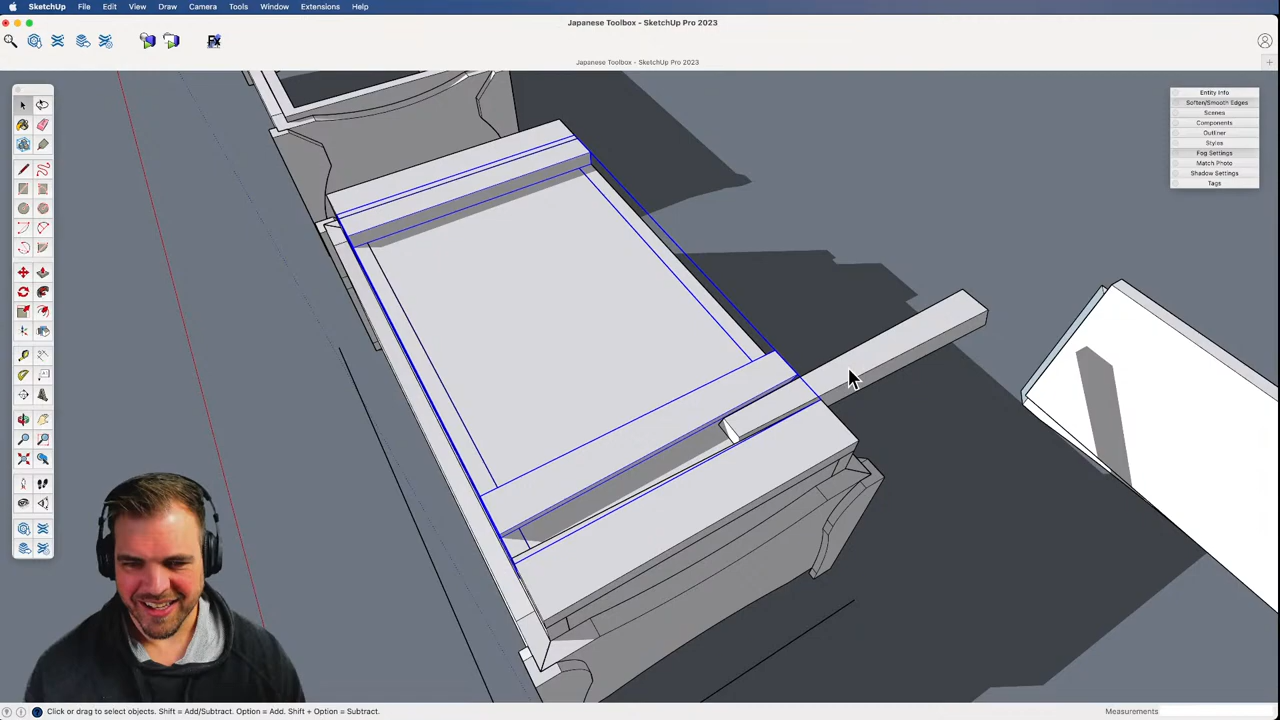 SketchUp File Edit View Draw Camera Tools Window Extensions Help
Japanese Toolbox - SketchUp Pro 2023
Japanese Toolbox - SketchUp Pro 2023
Entity Info
Soften/Smooth Edges
Scenes
Components
Outliner
Styles
Fog Settings
Match Photo
Shadow Settings
Tags
Click or drag to select objects. Shift = Add/Subtract. Option = Add. Shift + Option = Subtract.
Measurements